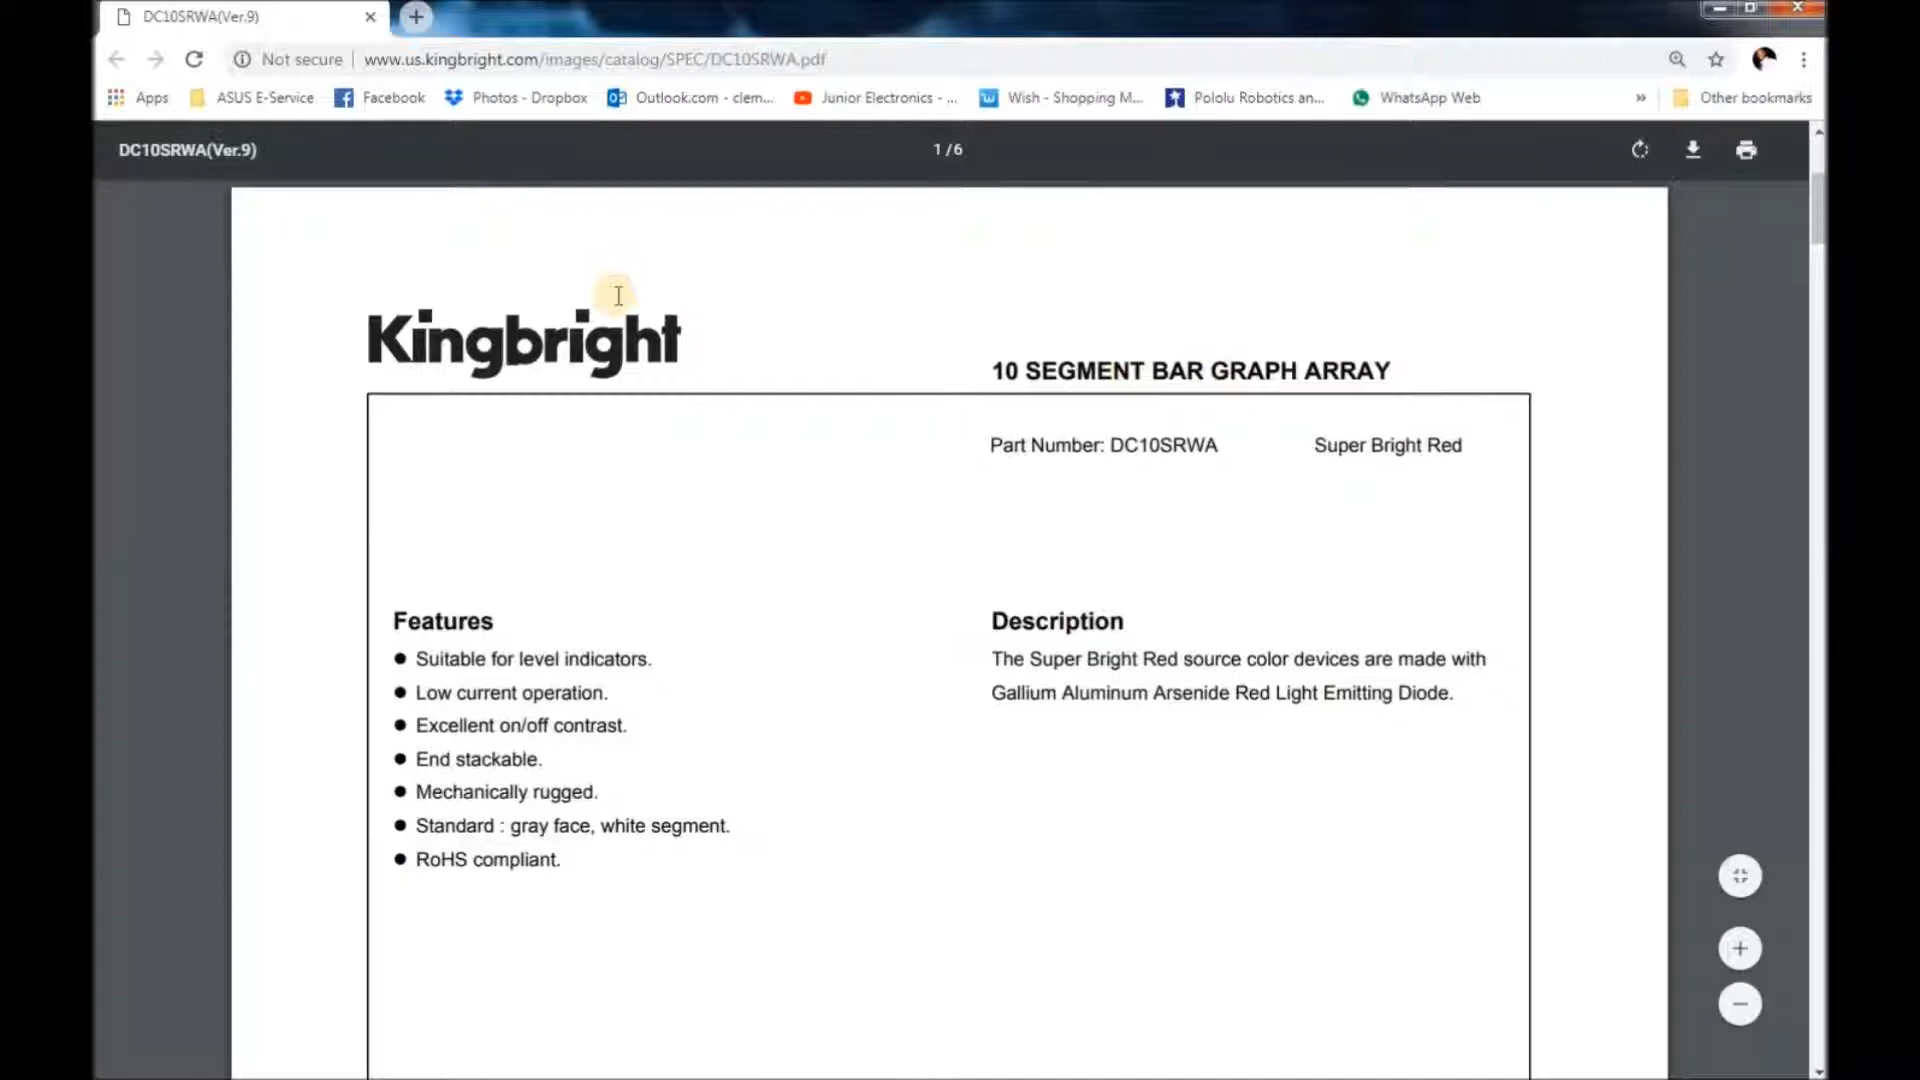 DC10SRWA(Ver.9)
Not secure | www.us.kingbright.com/images/catalog/SPEC/DC10SRWA.pdf
Apps ASUS E-Service Facebook Photos - Dropbox Outlook.com - clem... Junior Electronics - ... Wish - Shopping M... Pololu Robotics an... WhatsApp Web » Other bookmarks
DC10SRWA(Ver.9) 1 / 6
Kingbright
10 SEGMENT BAR GRAPH ARRAY
Part Number: DC10SRWA Super Bright Red
Features
● Suitable for level indicators.
● Low current operation.
● Excellent on/off contrast.
● End stackable.
● Mechanically rugged.
● Standard : gray face, white segment.
● RoHS compliant.
Description
The Super Bright Red source color devices are made with
Gallium Aluminum Arsenide Red Light Emitting Diode.